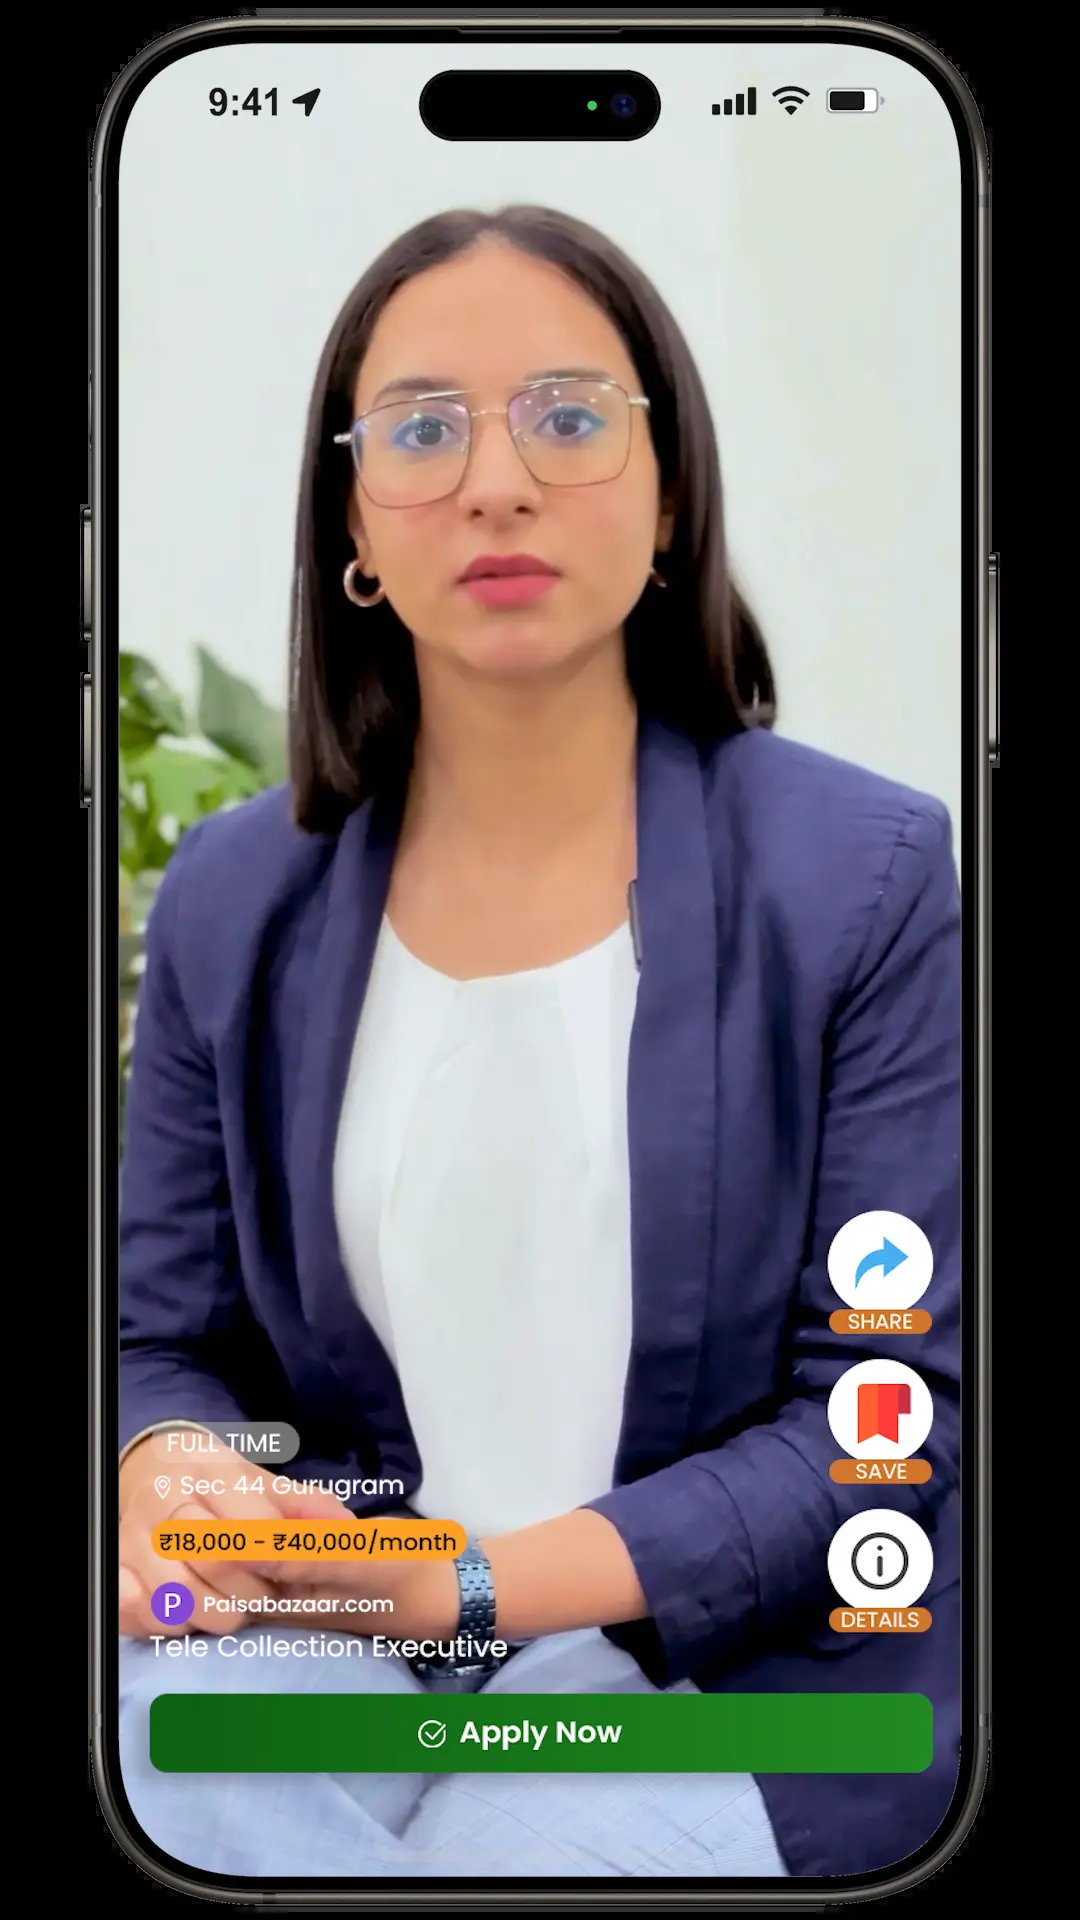 9:41
SHARE
SAVE
DETAILS
FULL TIME
Sec 44 Gurugram
₹18,000 - ₹40,000/month
P Paisabazaar.com
Tele Collection Executive
Apply Now